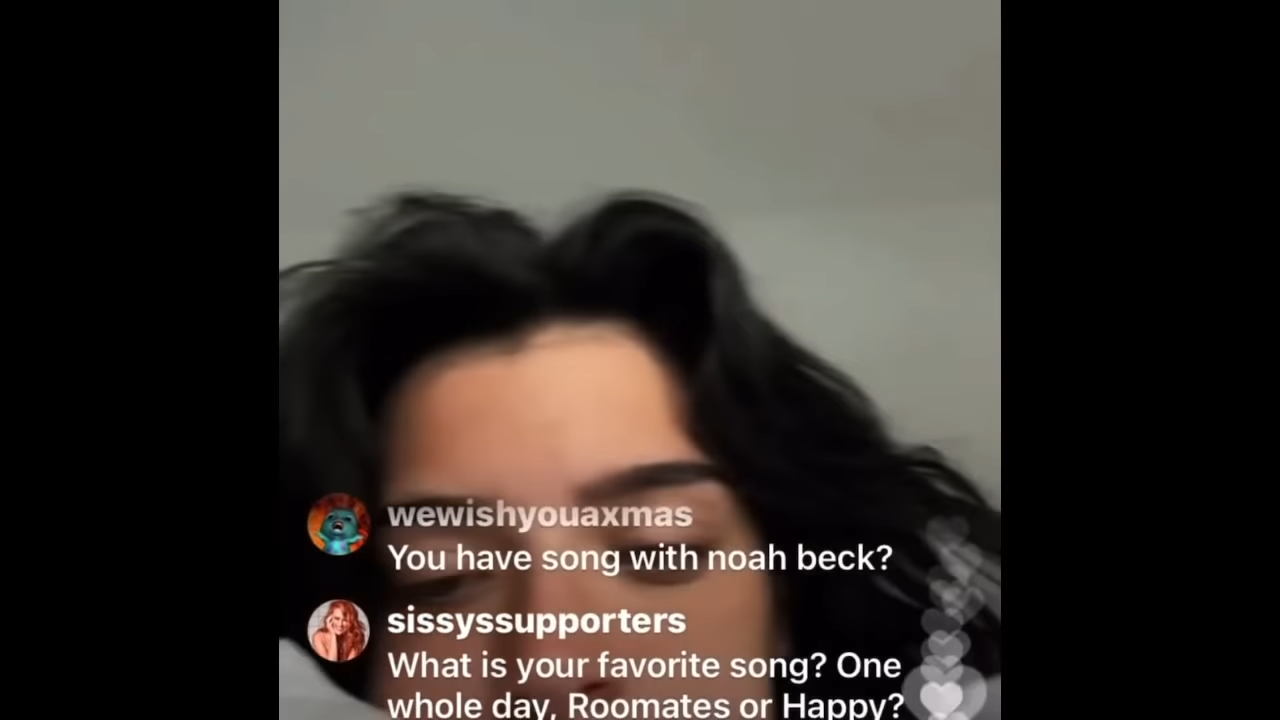 wewishyouaxmas
You have song with noah beck?
sissyssupporters
What is your favorite song? One
whole day, Roomates or Happy?